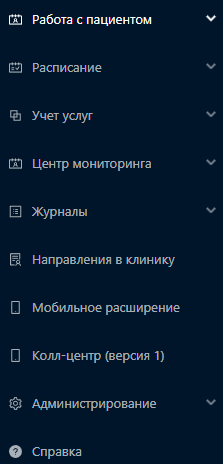 Работа с пациентом
Расписание
Учет услуг
Центр мониторинга
Журналы
Направления в клинику
Мобильное расширение
Колл-центр (версия 1)
Администрирование
Справка